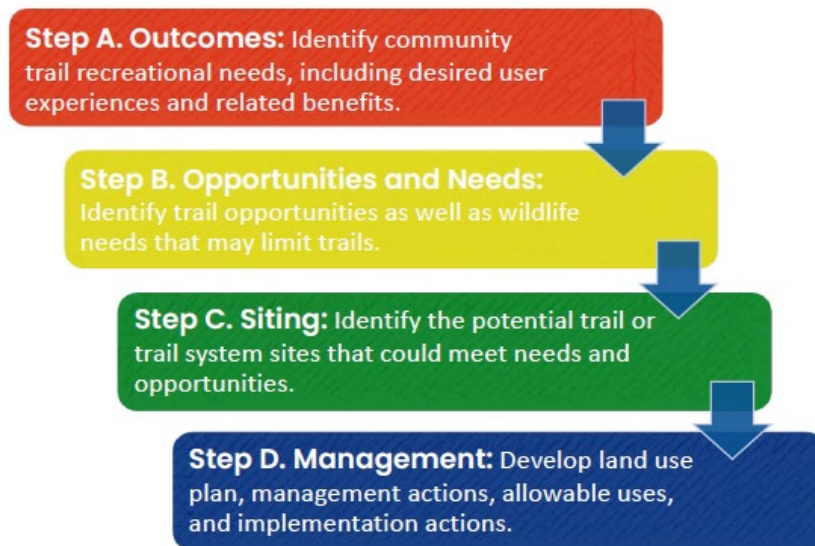 Step A. Outcomes: Identify community
trail recreational needs, including desired user
experiences and related benefits.
Step B. Opportunities and Needs:
Identify trail opportunities as well as wildlife
needs that may limit trails.
Step C. Siting: Identify the potential trail or
trail system sites that could meet needs and
opportunities.
Step D. Management: Develop land use
plan, management actions, allowable uses,
and implementation actions.